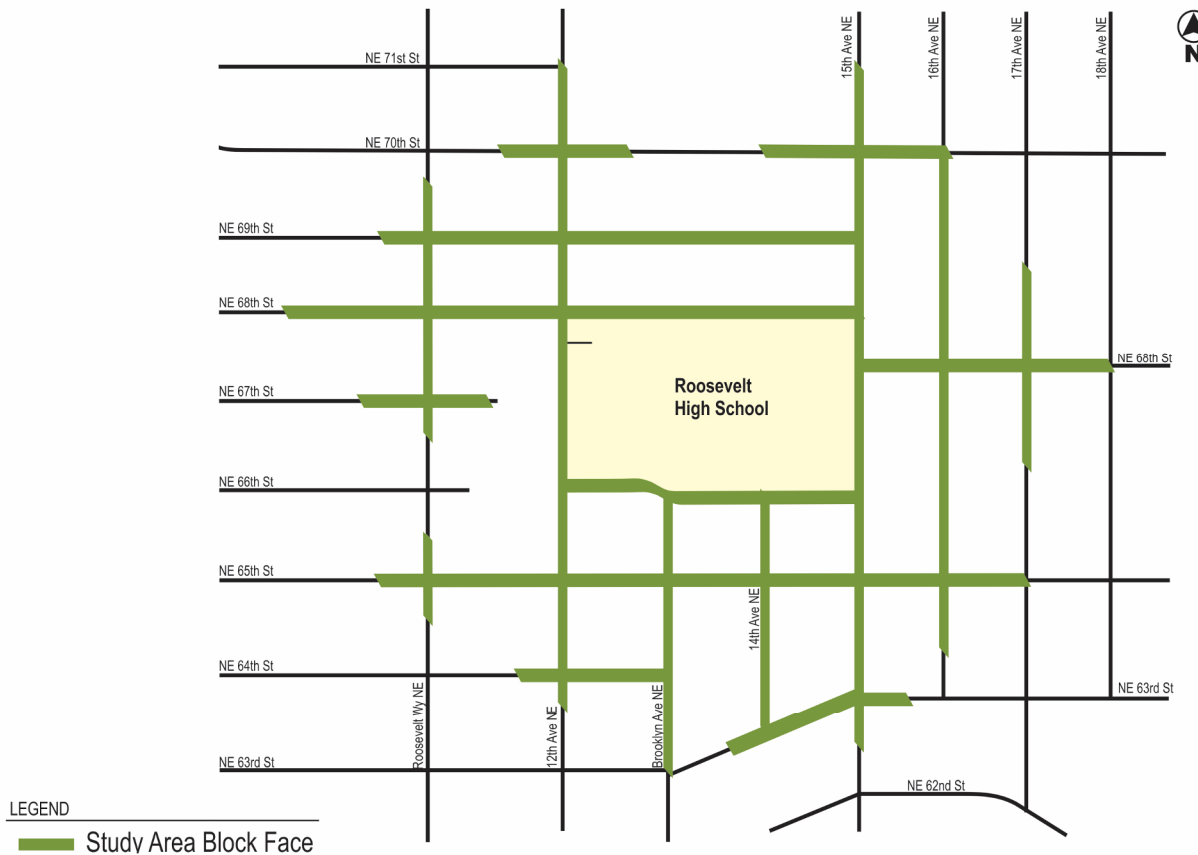 N
NE 71st St
15th Ave NE
16th Ave NE
17th Ave NE
18th Ave NE
NE 70th St
NE 69th St
NE 68th St
NE 68th St
NE 67th St
Roosevelt
High School
NE 66th St
NE 65th St
14th Ave NE
NE 64th St
Roosevelt Wy NE
12th Ave NE
Brooklyn Ave NE
NE 63rd St
NE 63rd St
NE 62nd St
LEGEND
Study Area Block Face